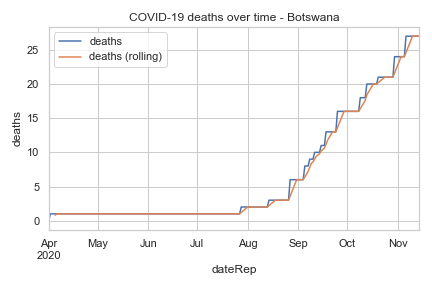 COVID-19 deaths over time - Botswana
deaths
deaths (rolling)
deaths
25
20
15
10
5
0
Apr May Jun Jul Aug Sep Oct Nov
2020
dateRep